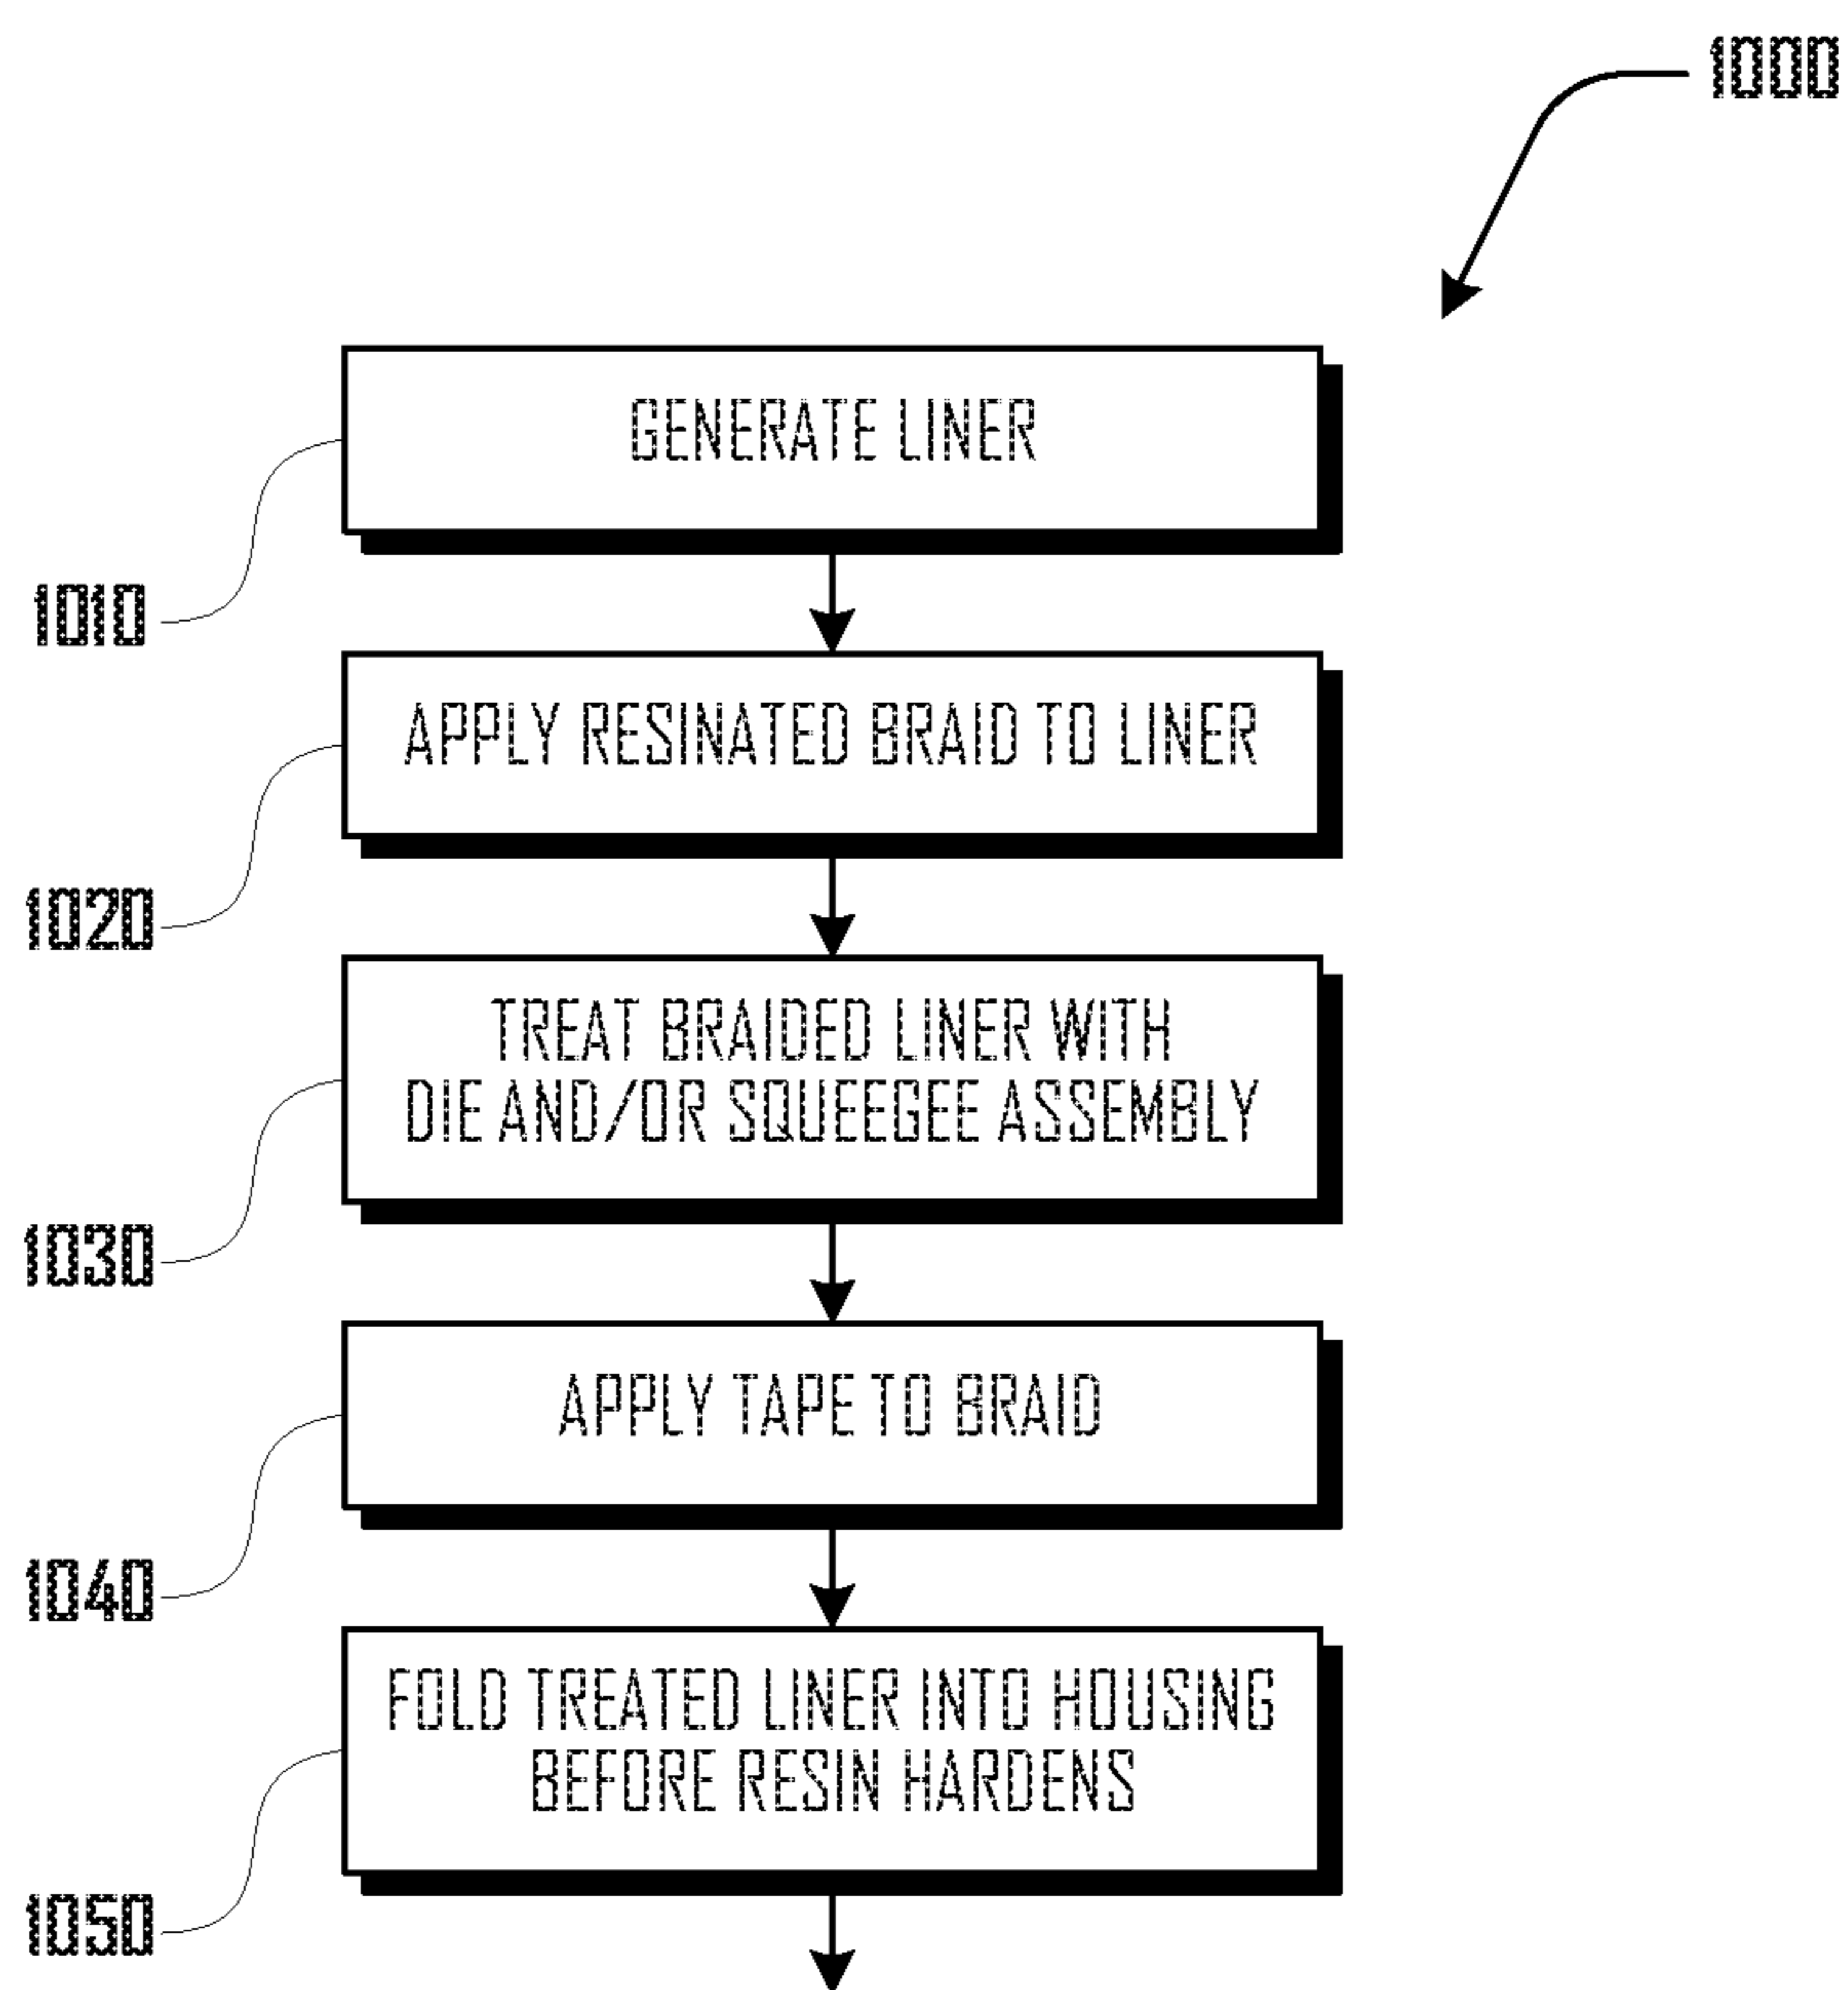 1000
GENERATE LINER
1010
APPLY RESINATED BRAID TO LINER
1020
TREAT BRAIDED LINER WITH
DIE AND/OR SQUEEGEE ASSEMBLY
1030
APPLY TAPE TO BRAID
1040
FOLD TREATED LINER INTO HOUSING
BEFORE RESIN HARDENS
1050